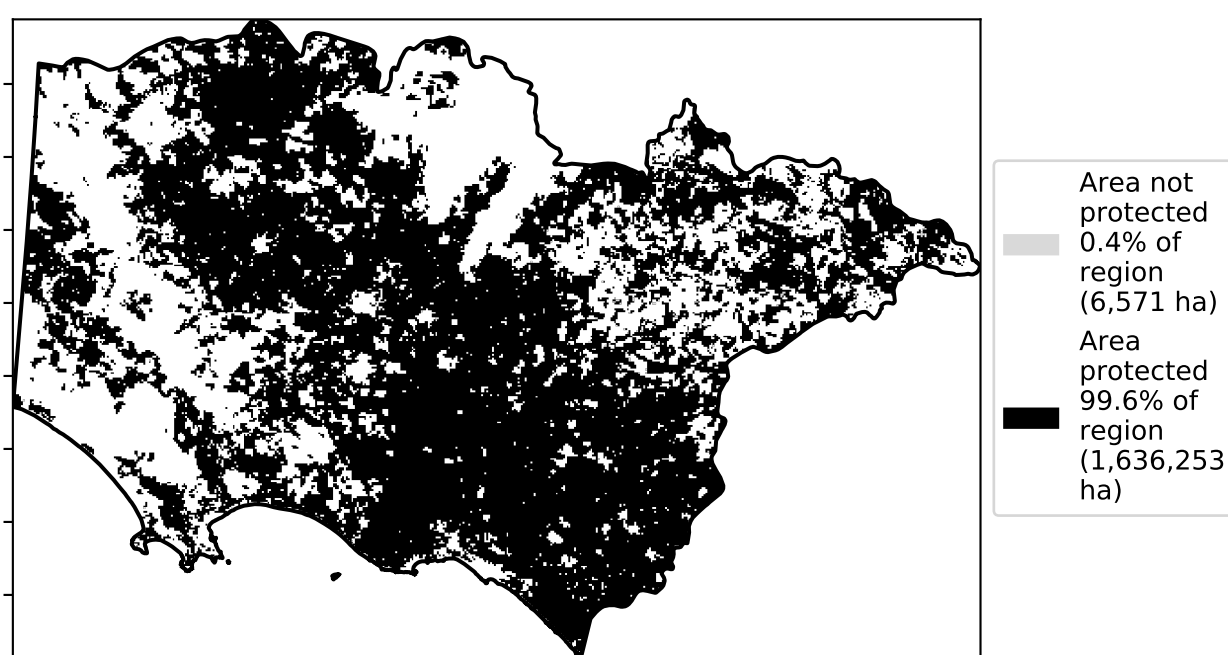 Area not
protected
0.4% of
region
(6,571 ha)
Area
protected
99.6% of
region
(1,636,253
ha)